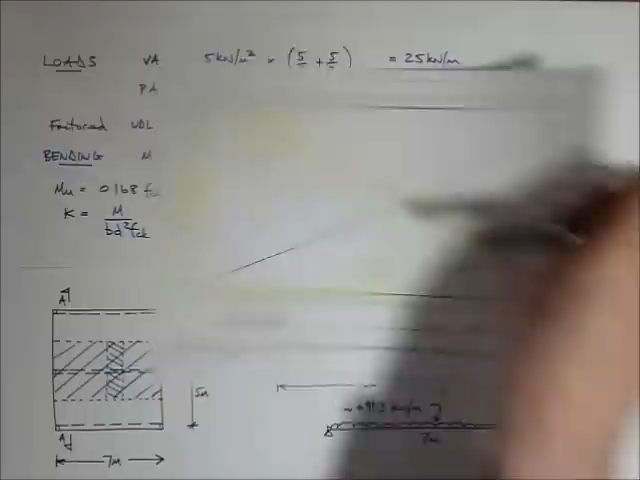 LOADS VA 5kN/m² × (5/2 + 5/2) = 25kN/m
PA
Factored UDL
BENDING M
Mu = 0.168 fck
K = M
bd²fck
A
5m
A
7m
7m